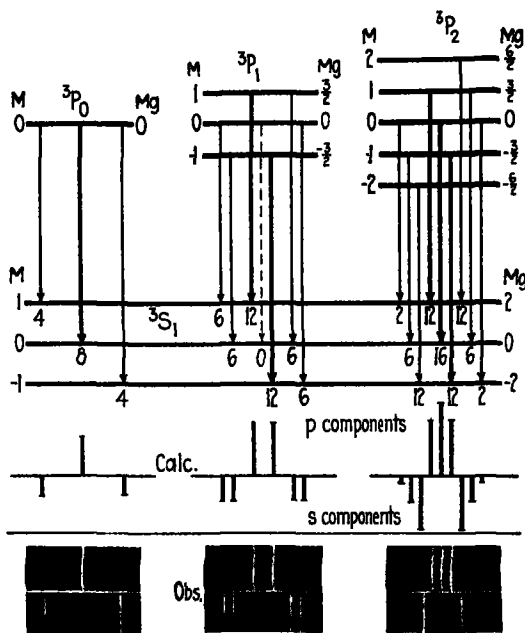 ³P₀ ³P₁ ³P₂
M Mg M Mg M Mg
2 6/2
1 3/2 1 3/2
0 0 0 0 0 0
-1 -3/2 -1 -3/2
-2 -6/2
M Mg
1 ³S₁ 2
4 6 12 2 12 12
0 0
8 6 0 6 6 16 6
-1 -2
4 12 6 12 12 2
p components
Calc.
s components
Obs.